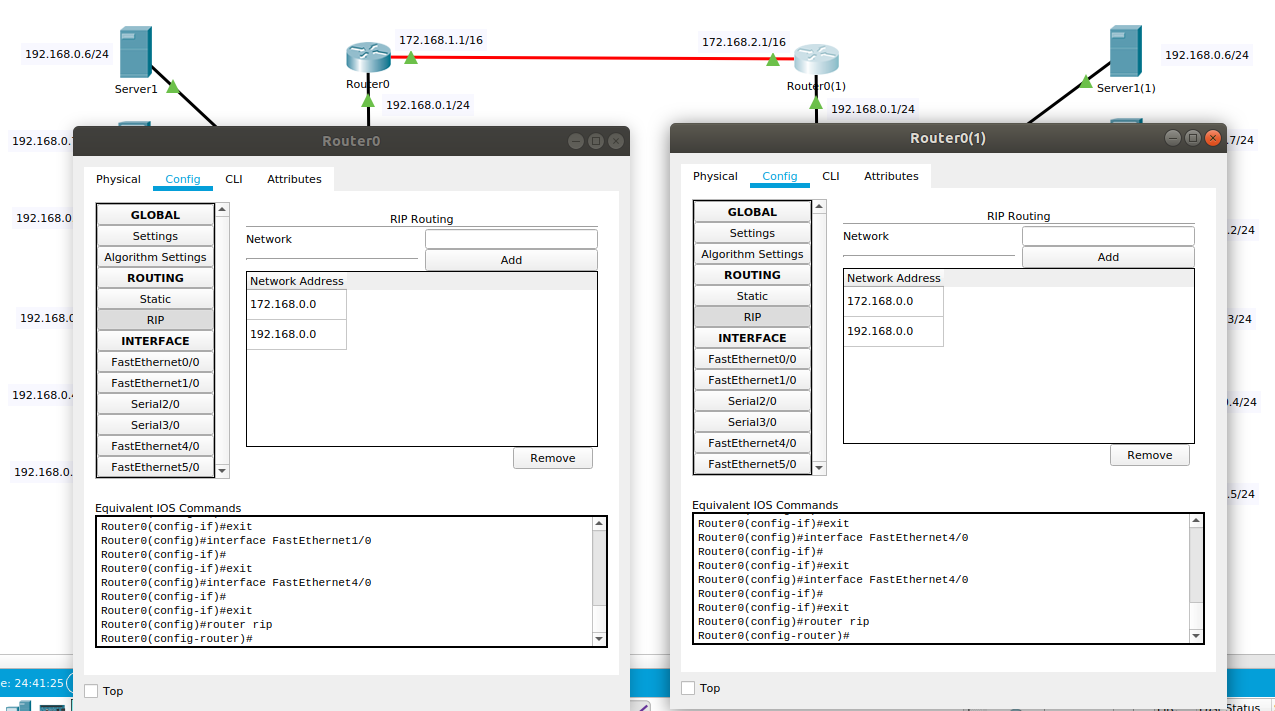 192.168.0.6/24
Server1
Router0
172.168.1.1/16
192.168.0.1/24
172.168.2.1/16
Router0(1)
192.168.0.1/24
192.168.0.6/24
Server1(1)
192.168.0.
192.168.0.
192.168.0.
192.168.0.4
192.168.0.
.7/24
.2/24
3/24
.4/24
.5/24
Router0
Physical Config CLI Attributes
GLOBAL
Settings
Algorithm Settings
ROUTING
Static
RIP
INTERFACE
FastEthernet0/0
FastEthernet1/0
Serial2/0
Serial3/0
FastEthernet4/0
FastEthernet5/0
RIP Routing
Network
Add
Network Address
172.168.0.0
192.168.0.0
Remove
Equivalent IOS Commands
Router0(config-if)#exit
Router0(config)#interface FastEthernet1/0
Router0(config-if)#
Router0(config-if)#exit
Router0(config)#interface FastEthernet4/0
Router0(config-if)#
Router0(config-if)#exit
Router0(config)#router rip
Router0(config-router)#
Top
Router0(1)
Physical Config CLI Attributes
GLOBAL
Settings
Algorithm Settings
ROUTING
Static
RIP
INTERFACE
FastEthernet0/0
FastEthernet1/0
Serial2/0
Serial3/0
FastEthernet4/0
FastEthernet5/0
RIP Routing
Network
Add
Network Address
172.168.0.0
192.168.0.0
Remove
Equivalent IOS Commands
Router0(config-if)#exit
Router0(config)#interface FastEthernet4/0
Router0(config-if)#
Router0(config-if)#exit
Router0(config)#interface FastEthernet4/0
Router0(config-if)#
Router0(config-if)#exit
Router0(config)#router rip
Router0(config-router)#
Top
e: 24:41:25
Status